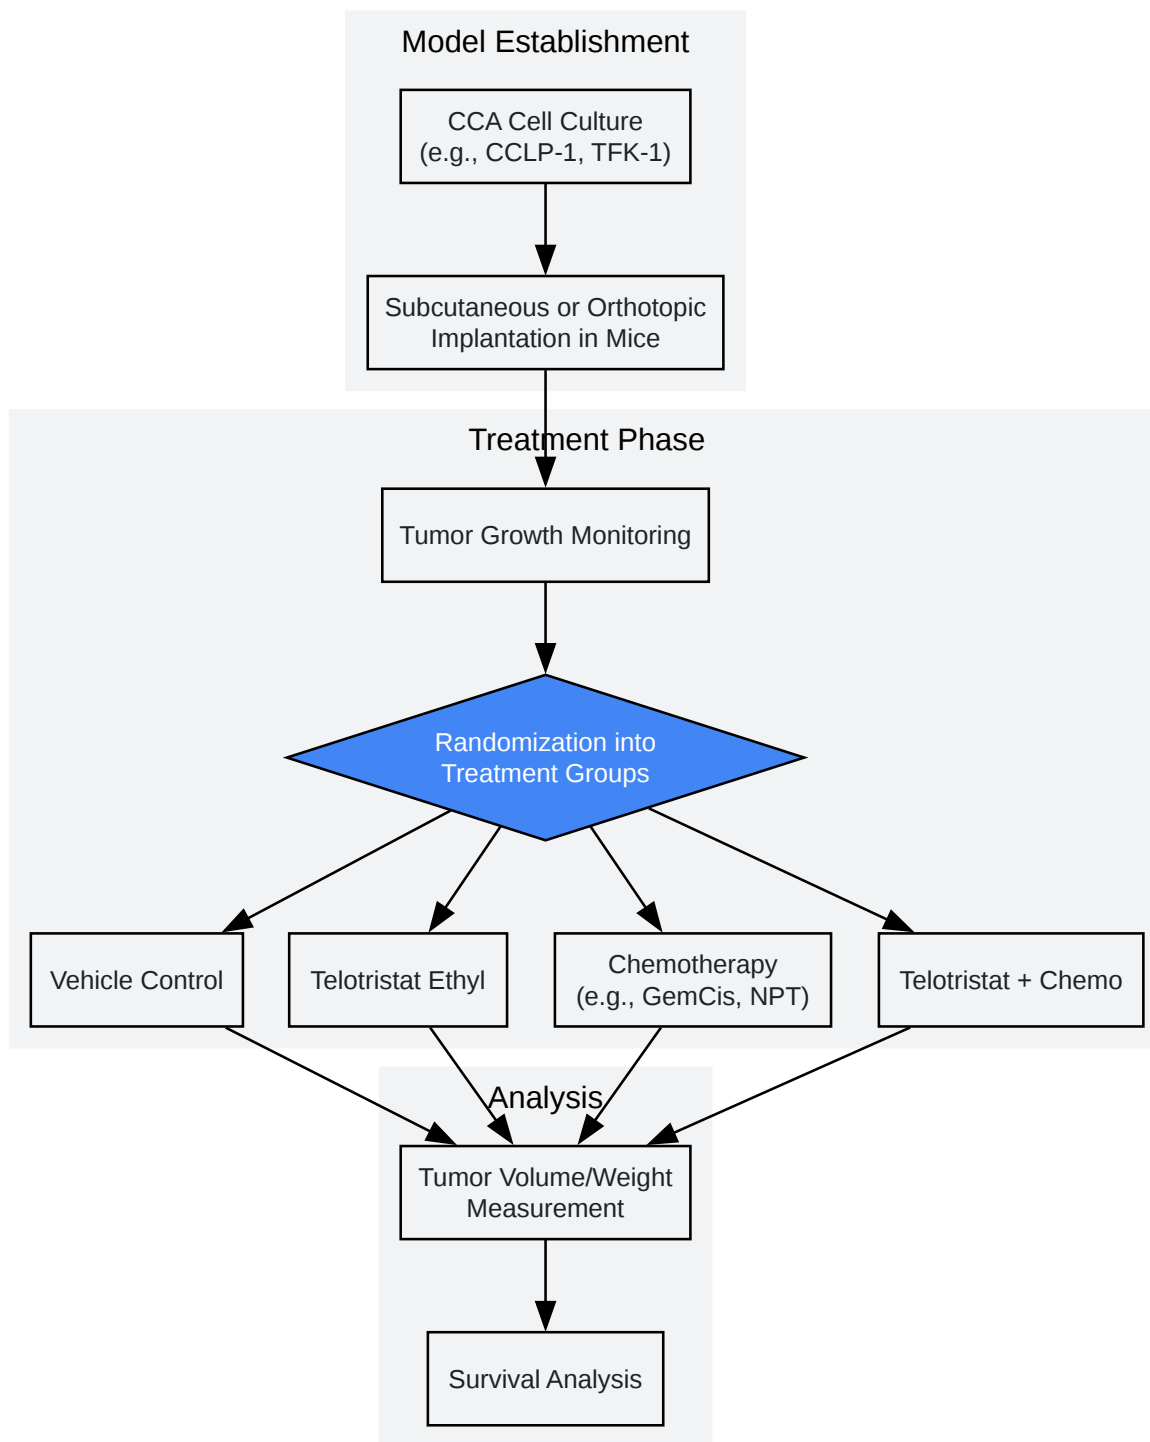 Model Establishment
CCA Cell Culture
(e.g., CCLP-1, TFK-1)
Subcutaneous or Orthotopic
Implantation in Mice
Treatment Phase
Tumor Growth Monitoring
Randomization into
Treatment Groups
Vehicle Control
Telotristat Ethyl
Chemotherapy
(e.g., GemCis, NPT)
Telotristat + Chemo
Analysis
Tumor Volume/Weight
Measurement
Survival Analysis